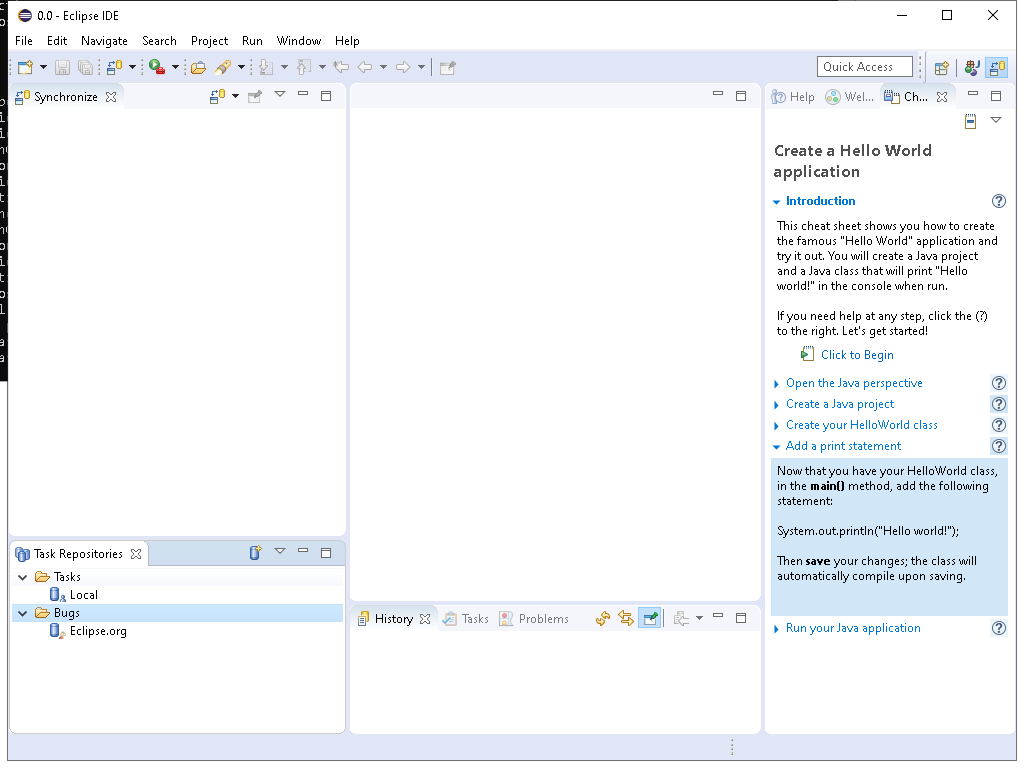 0.0 - Eclipse IDE
File Edit Navigate Search Project Run Window Help
Quick Access
Synchronize
Help Wel... Ch...
Create a Hello World
application
Introduction
This cheat sheet shows you how to create
the famous "Hello World" application and
try it out. You will create a Java project
and a Java class that will print "Hello
world!" in the console when run.
If you need help at any step, click the (?)
to the right. Let's get started!
Click to Begin
Open the Java perspective
Create a Java project
Create your HelloWorld class
Add a print statement
Now that you have your HelloWorld class,
in the main() method, add the following
statement:
System.out.println("Hello world!");
Then save your changes; the class will
automatically compile upon saving.
Run your Java application
Task Repositories
Tasks
Local
Bugs
Eclipse.org
History Tasks Problems